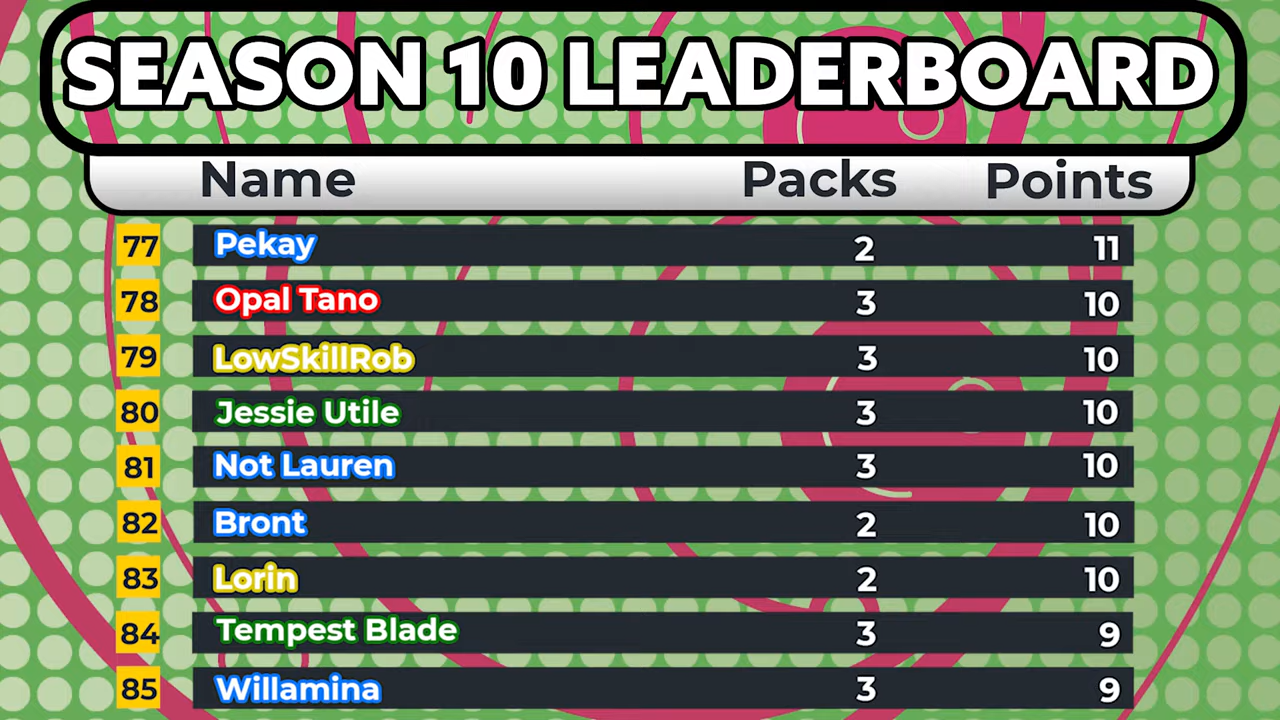 SEASON 10 LEADERBOARD
Name Packs Points
77 Pekay 2 11
78 Opal Tano 3 10
79 LowSkillRob 3 10
80 Jessie Utile 3 10
81 Not Lauren 3 10
82 Bront 2 10
83 Lorin 2 10
84 Tempest Blade 3 9
85 Willamina 3 9